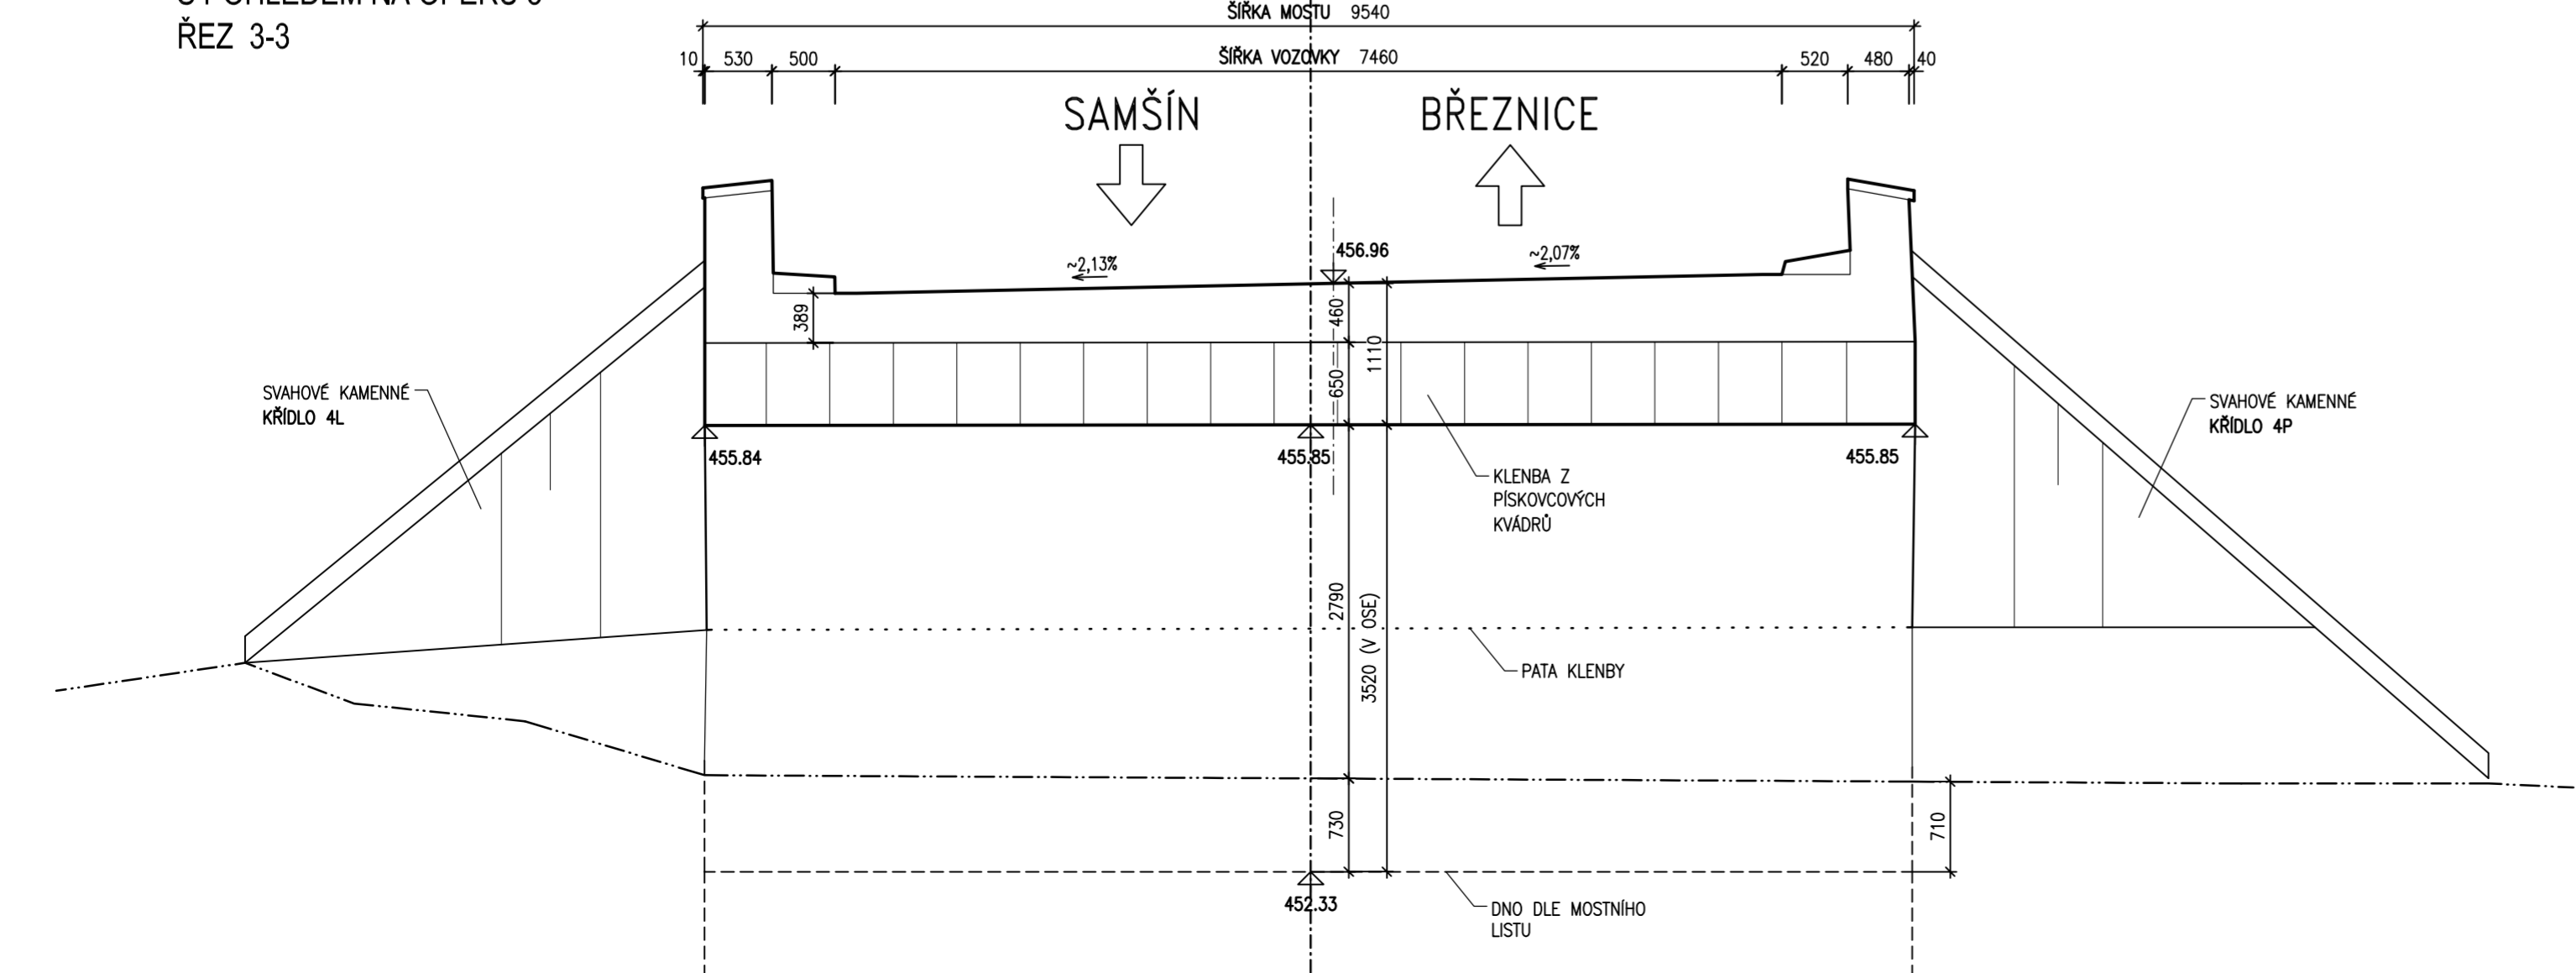 ŘEZ 3-3
ŠÍŘKA MOSTU 9540
10 530 500 ŠÍŘKA VOZOVKY 7460 520 480 40
SAMŠÍN BŘEZNICE
456.96
~2,13% ~2,07%
389
460
1110
650
SVAHOVÉ KAMENNÉ
KŘÍDLO 4L
SVAHOVÉ KAMENNÉ
KŘÍDLO 4P
455.84 455.85 455.85
KLENBA Z
PÍSKOVCOVÝCH
KVÁDRŮ
2790
3520 (V OSE)
PATA KLENBY
730
710
452.33
DNO DLE MOSTNÍHO
LISTU